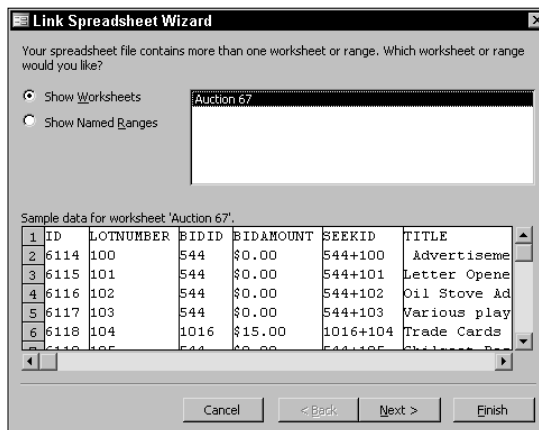 Link Spreadsheet Wizard
Your spreadsheet file contains more than one worksheet or range. Which worksheet or range
would you like?
Show Worksheets
Show Named Ranges
Auction 67
Sample data for worksheet 'Auction 67'.
1 ID LOTNUMBER BIDID BIDAMOUNT SEEKID TITLE
2 6114 100 544 $0.00 544+100 Advertiseme
3 6115 101 544 $0.00 544+101 Letter Opene
4 6116 102 544 $0.00 544+102 Oil Stove Ad
5 6117 103 544 $0.00 544+103 Various play
6 6118 104 1016 $15.00 1016+104 Trade Cards
Cancel < Back Next > Finish